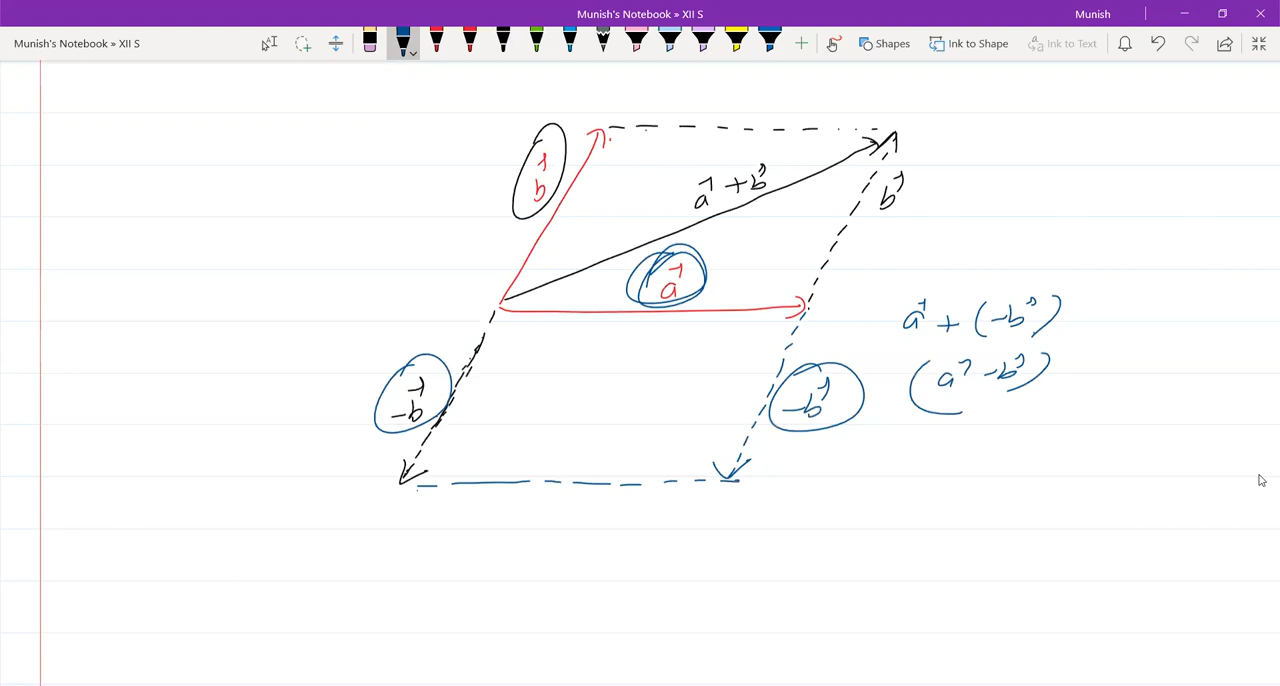 Munish's Notebook » XII S
Munish
Munish's Notebook » XII S
Shapes
Ink to Shape
Ink to Text
b⃗
a⃗ + b⃗
b⃗
a⃗
a⃗ + (-b⃗)
(a⃗ - b⃗)
-b⃗
-b⃗